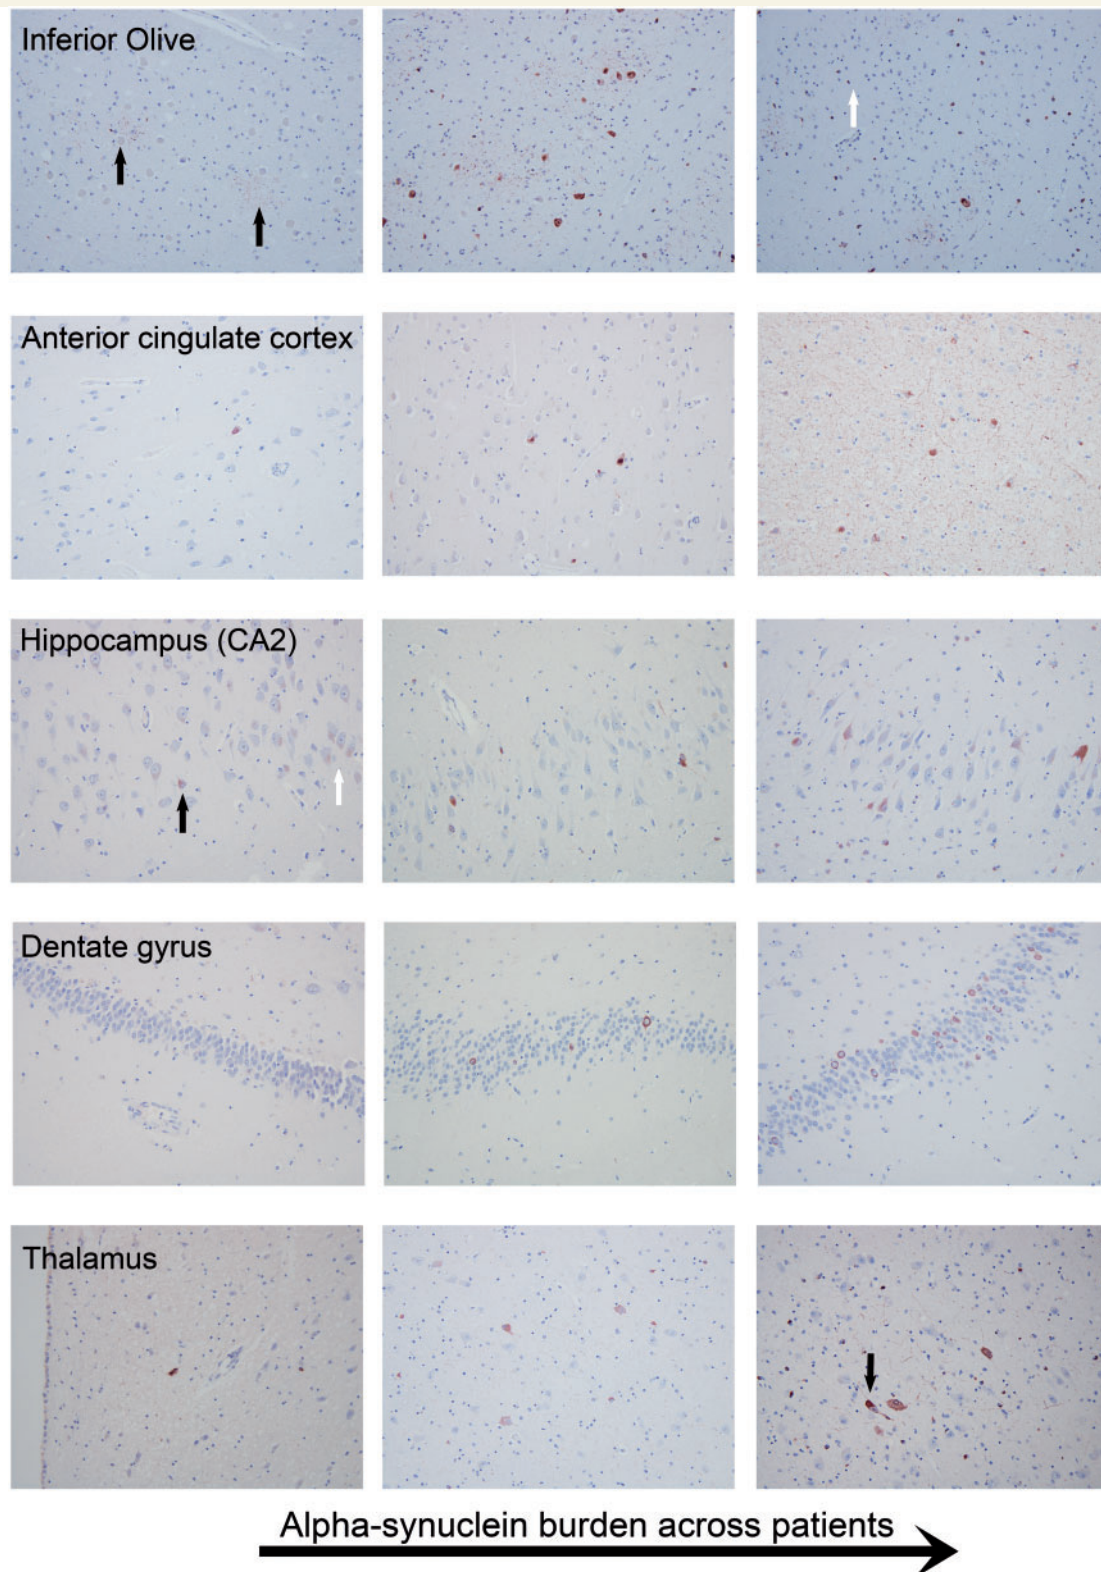 Inferior Olive
Anterior cingulate cortex
Hippocampus (CA2)
Dentate gyrus
Thalamus
Alpha-synuclein burden across patients